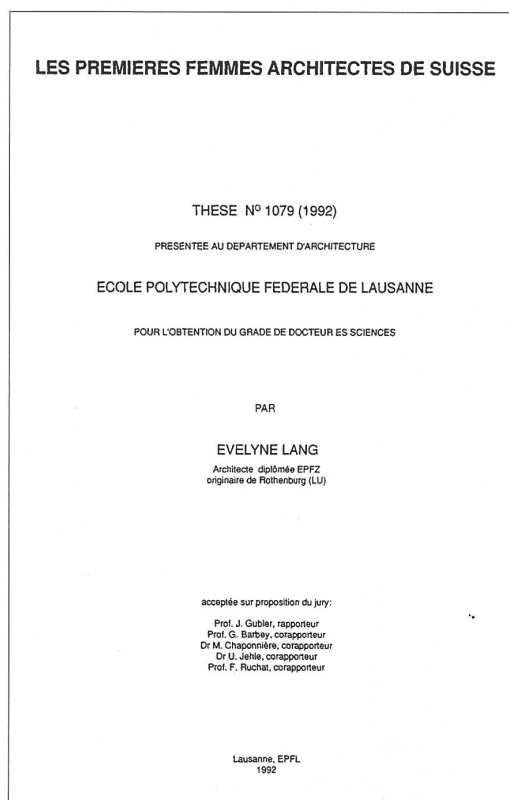 LES PREMIERES FEMMES ARCHITECTES DE SUISSE
THESE Nº 1079 (1992)
PRESENTEE AU DEPARTEMENT D'ARCHITECTURE
ECOLE POLYTECHNIQUE FEDERALE DE LAUSANNE
POUR L'OBTENTION DU GRADE DE DOCTEUR ES SCIENCES
PAR
EVELYNE LANG
Architecte diplômée EPFZ
originaire de Rothenburg (LU)
acceptée sur proposition du jury:
Prof. J. Gubler, rapporteur
Prof. G. Barbey, corapporteur
Dr M. Chaponnière, corapporteur
Dr U. Jehle, corapporteur
Prof. F. Ruchat, corapporteur
Lausanne, EPFL
1992